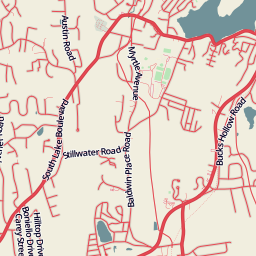 Austin Road
Myrtle Avenue
South Lake Boulevard
Bucks Hollow Road
Stillwater Road
Baldwin Place Road
Hilltop Drive
Bonniello Drive
Carey Street